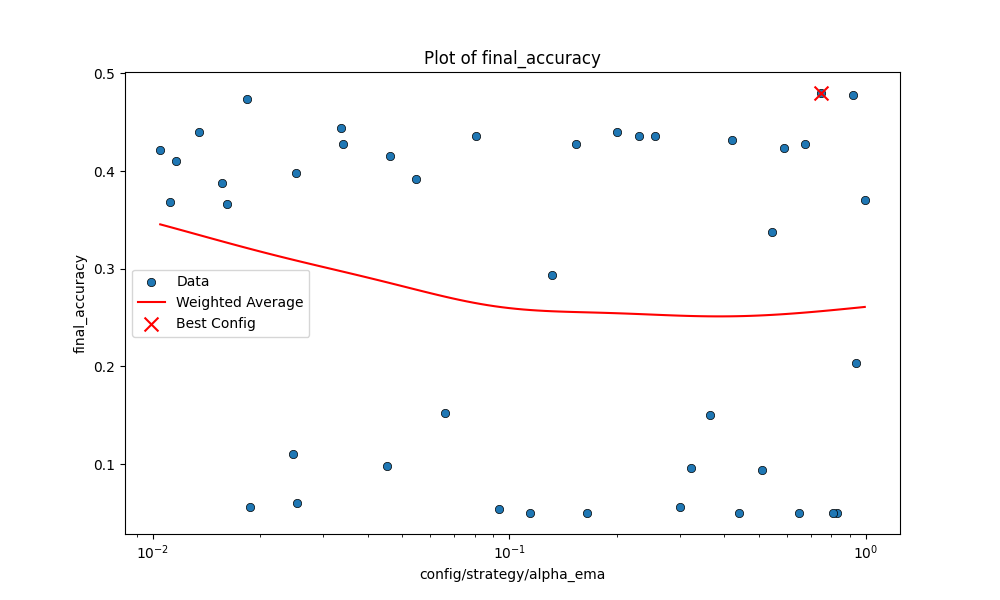 Plot of final_accuracy
0.5
0.4
0.3
0.2
0.1
final_accuracy
Data
Weighted Average
Best Config
10⁻²
10⁻¹
10⁰
config/strategy/alpha_ema